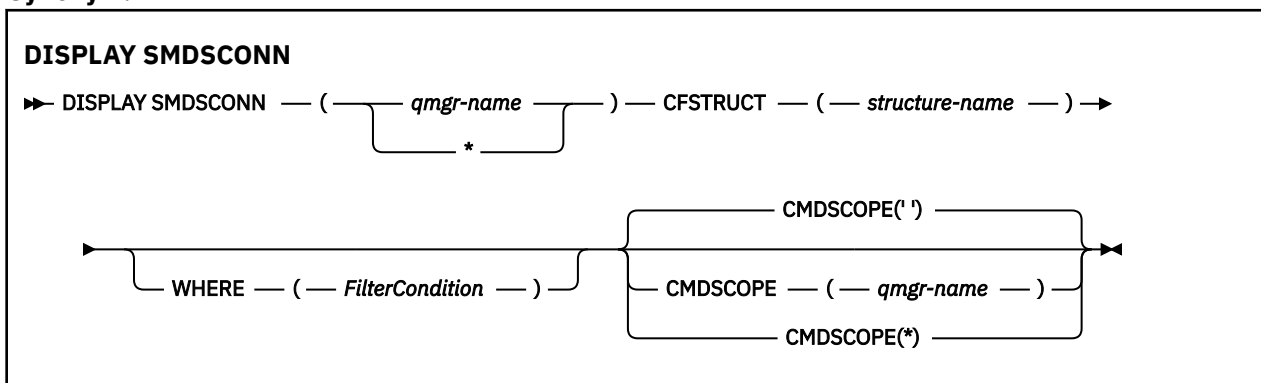 DISPLAY SMDSCONN
DISPLAY SMDSCONN ( qmgr-name ) CFSTRUCT ( structure-name )
*
CMDSCOPE(' ')
WHERE ( FilterCondition )
CMDSCOPE ( qmgr-name )
CMDSCOPE(*)